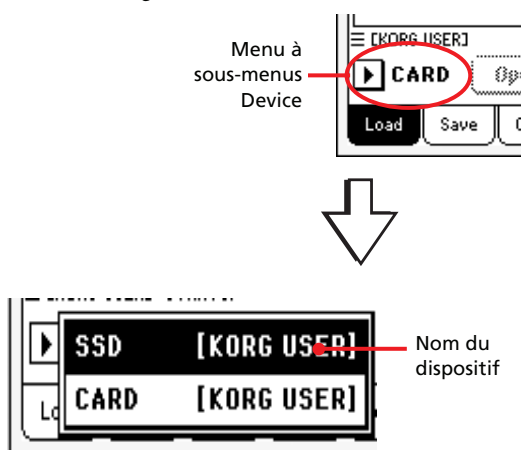 [KORG USER]
Menu à
sous-menus
Device
CARD
Load Save
SSD [KORG USER]
CARD [KORG USER]
Nom du
dispositif